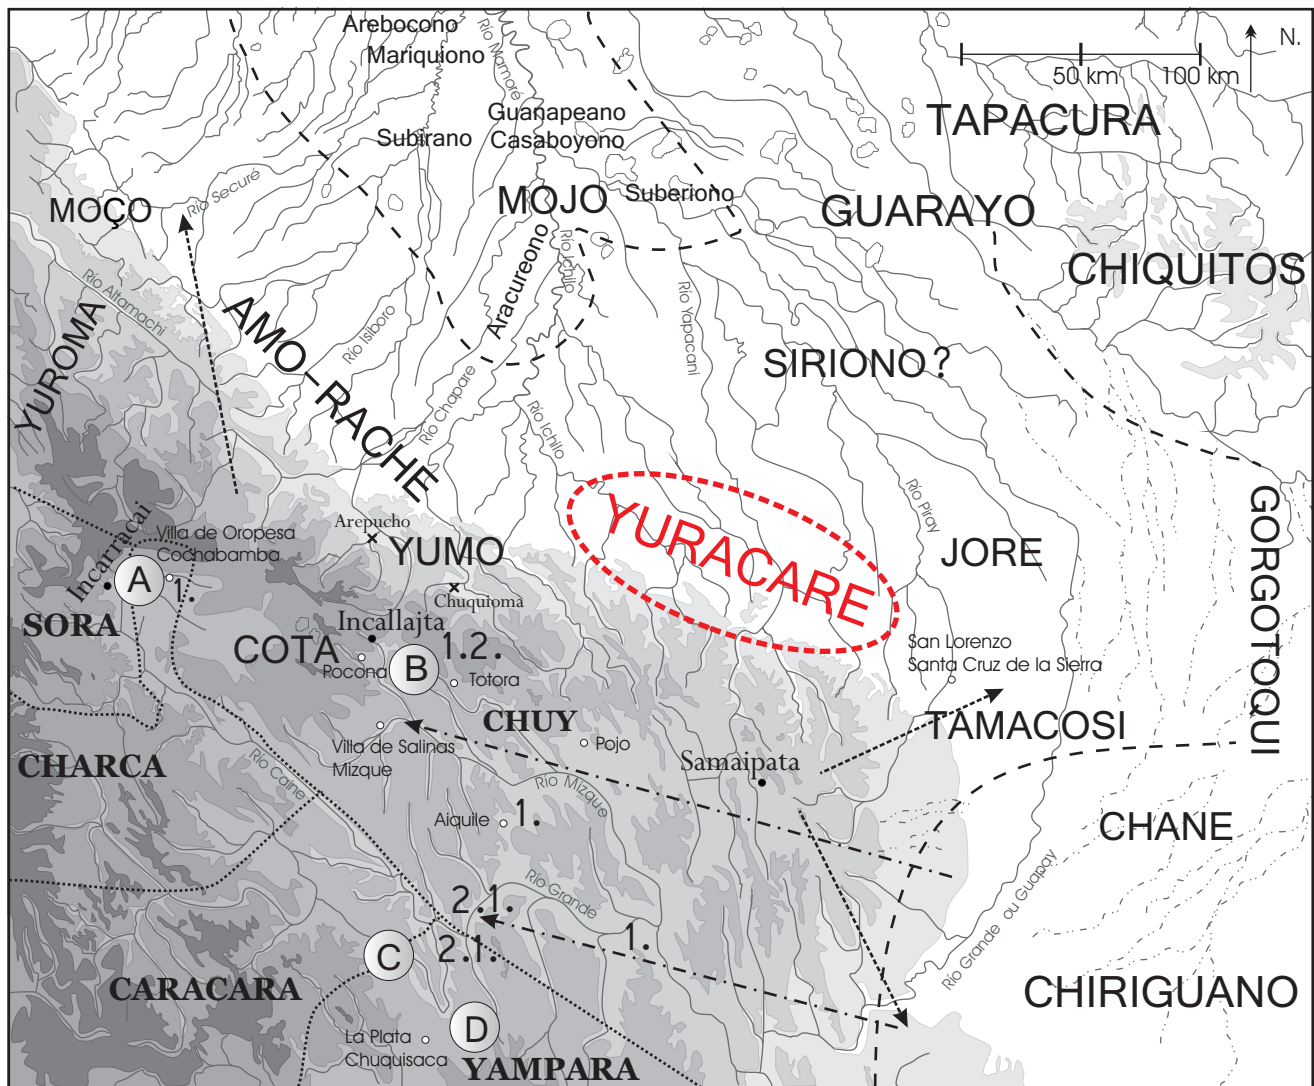 Arebocono
Mariquiono
Río Mamoré
N.
50 km
100 km
Guanapeano
Casaboyono
Subirano
TAPACURA
Río Securé
MOÇO
MOJO
Suberiono
GUARAYO
Río Altamachi
Aracureono
Río Ichilo
CHIQUITOS
YUROMA
AMO-RACHE
Río Isiboto
Río Yapacani
SIRIONO?
Río Chapare
Río Ichilo
Incarracai
Villa de Oropesa
Cochabamba
Arepucho
YUMO
YURACARE
Río Piray
JORE
GORGOTOQUI
A
1.
Chuquioma
SORA
COTA
Incallajta
1.2.
Pocona
B
Totora
San Lorenzo
Santa Cruz de la Sierra
CHUY
TAMACOSI
CHARCA
Villa de Salinas
Mizque
Pojo
Samaipata
Río Caine
Río Mizque
Aiquile
1.
CHANE
2.1.
Río Grande
1.
C
2.1.
Río Grande ou Guapay
CARACARA
CHIRIGUANO
La Plata
Chuquisaca
D
YAMPARA